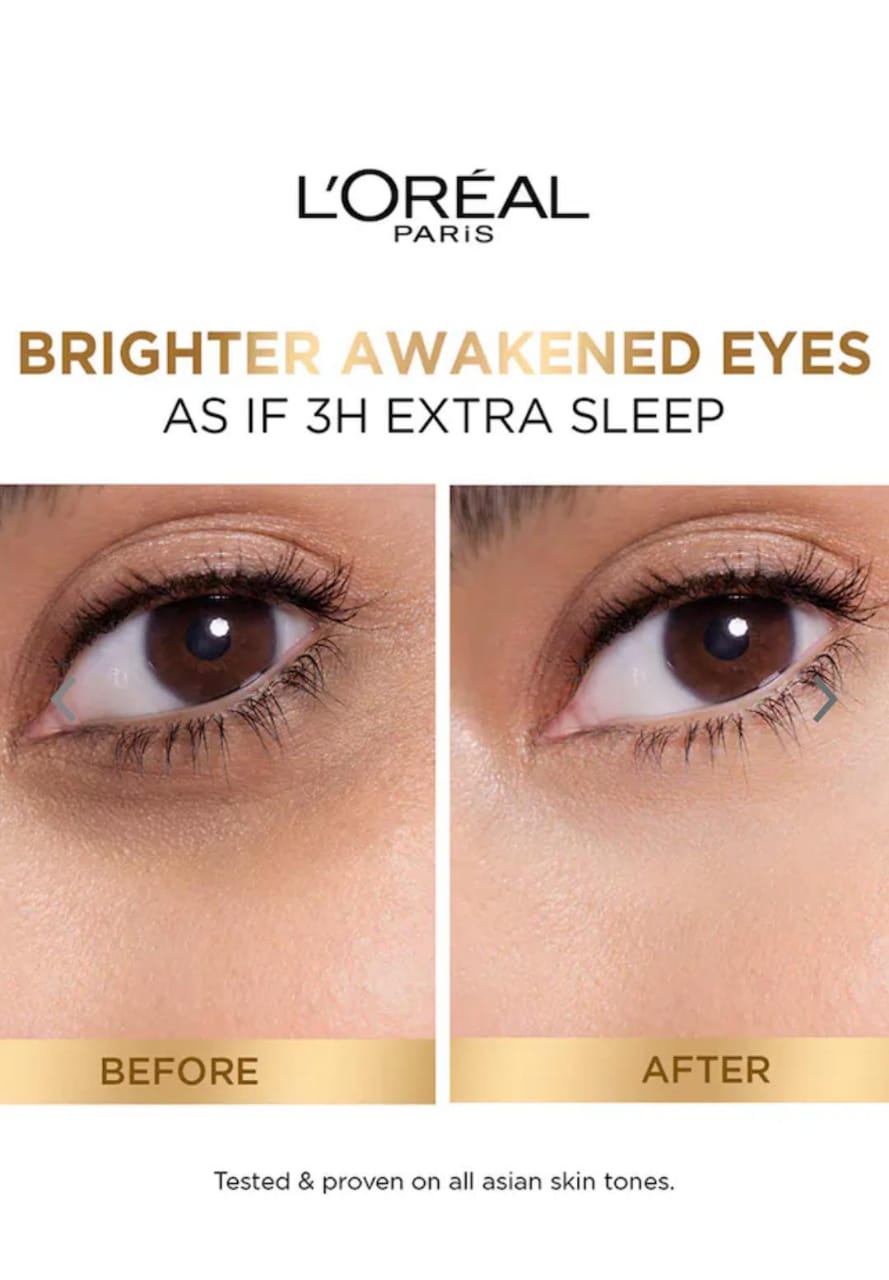 L'ORÉAL
PARiS
BRIGHTER AWAKENED EYES
AS IF 3H EXTRA SLEEP
BEFORE
AFTER
Tested & proven on all asian skin tones.